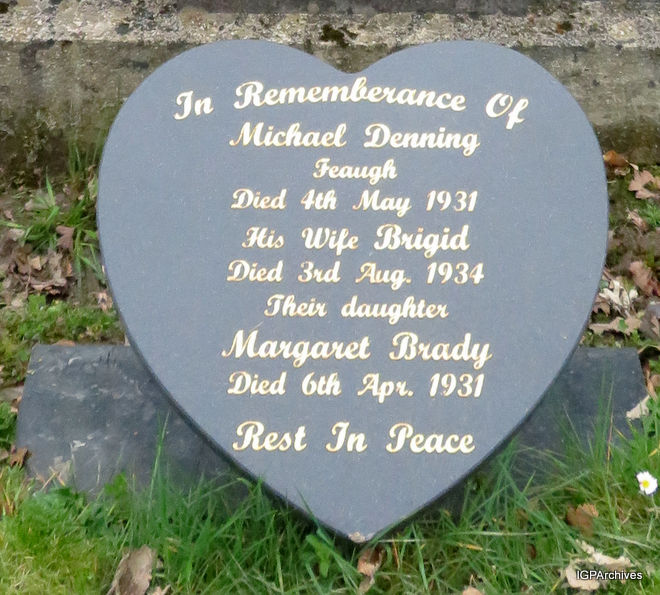 In Remembrance Of
Michael Denning
Feaugh
Died 4th May 1931
His Wife Brigid
Died 3rd Aug. 1934
Their daughter
Margaret Brady
Died 6th Apr. 1931
Rest In Peace
IGPArchives